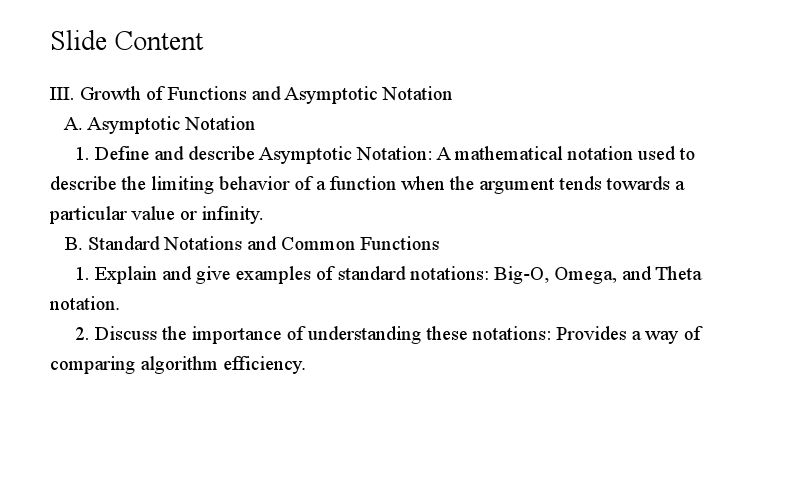 Slide Content
III. Growth of Functions and Asymptotic Notation
A. Asymptotic Notation
1. Define and describe Asymptotic Notation: A mathematical notation used to
describe the limiting behavior of a function when the argument tends towards a
particular value or infinity.
B. Standard Notations and Common Functions
1. Explain and give examples of standard notations: Big-O, Omega, and Theta
notation.
2. Discuss the importance of understanding these notations: Provides a way of
comparing algorithm efficiency.